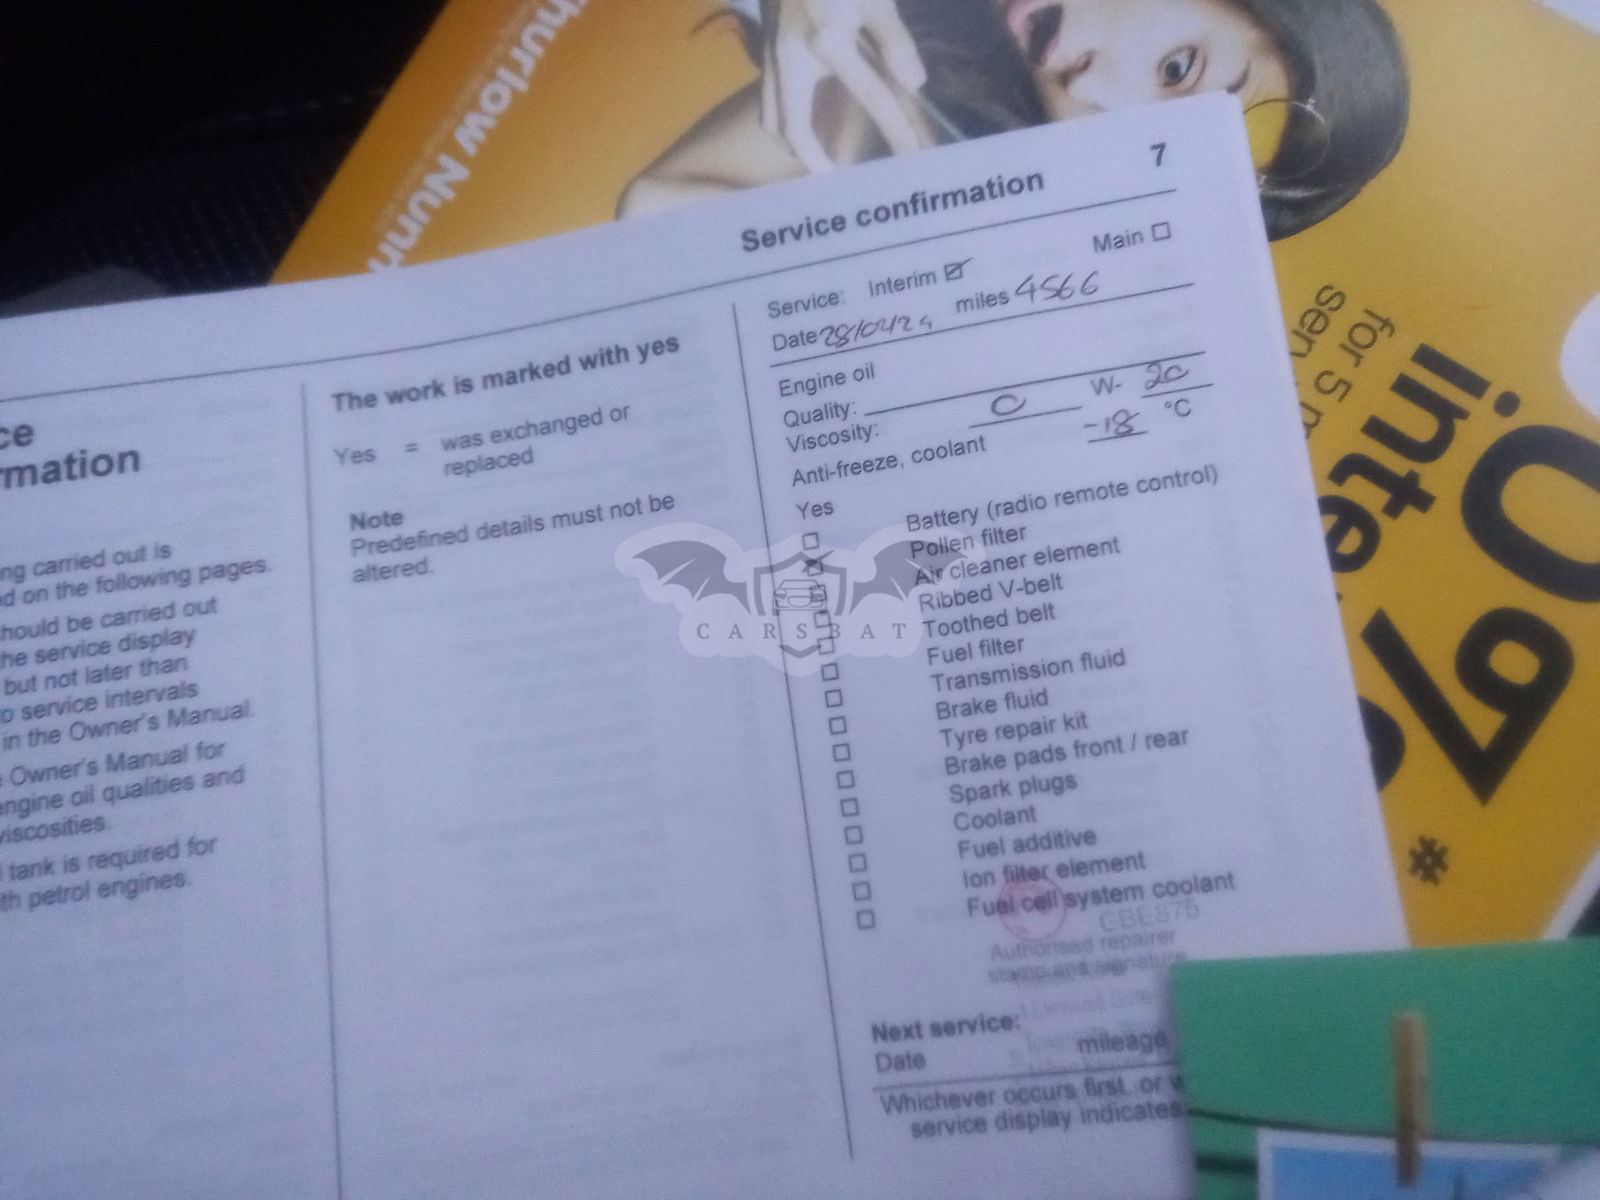 Thurlow Nunn
0%
inte
for 5
#
7
Service confirmation
ce
rmation
ng carried out is
d on the following pages.
hould be carried out
he service display
but not later than
o service intervals
in the Owner's Manual.
Owner's Manual for
engine oil qualities and
viscosities.
tank is required for
th petrol engines.
The work is marked with yes
Yes = was exchanged or
replaced
Note
Predefined details must not be
altered.
Service: Interim Main
Date miles 4566
Engine oil
Quality:
Viscosity: 0 W- 20
Anti-freeze, coolant -18 °C
Yes
Battery (radio remote control)
Pollen filter
Air cleaner element
Ribbed V-belt
Toothed belt
Fuel filter
Transmission fluid
Brake fluid
Tyre repair kit
Brake pads front / rear
Spark plugs
Coolant
Fuel additive
Ion filter element
Fuel cell system coolant
CBE875
Authorised repairer
stamp and signature
Next service:
Date mileage
Whichever occurs first, or w
service display indicates
CARSBAT